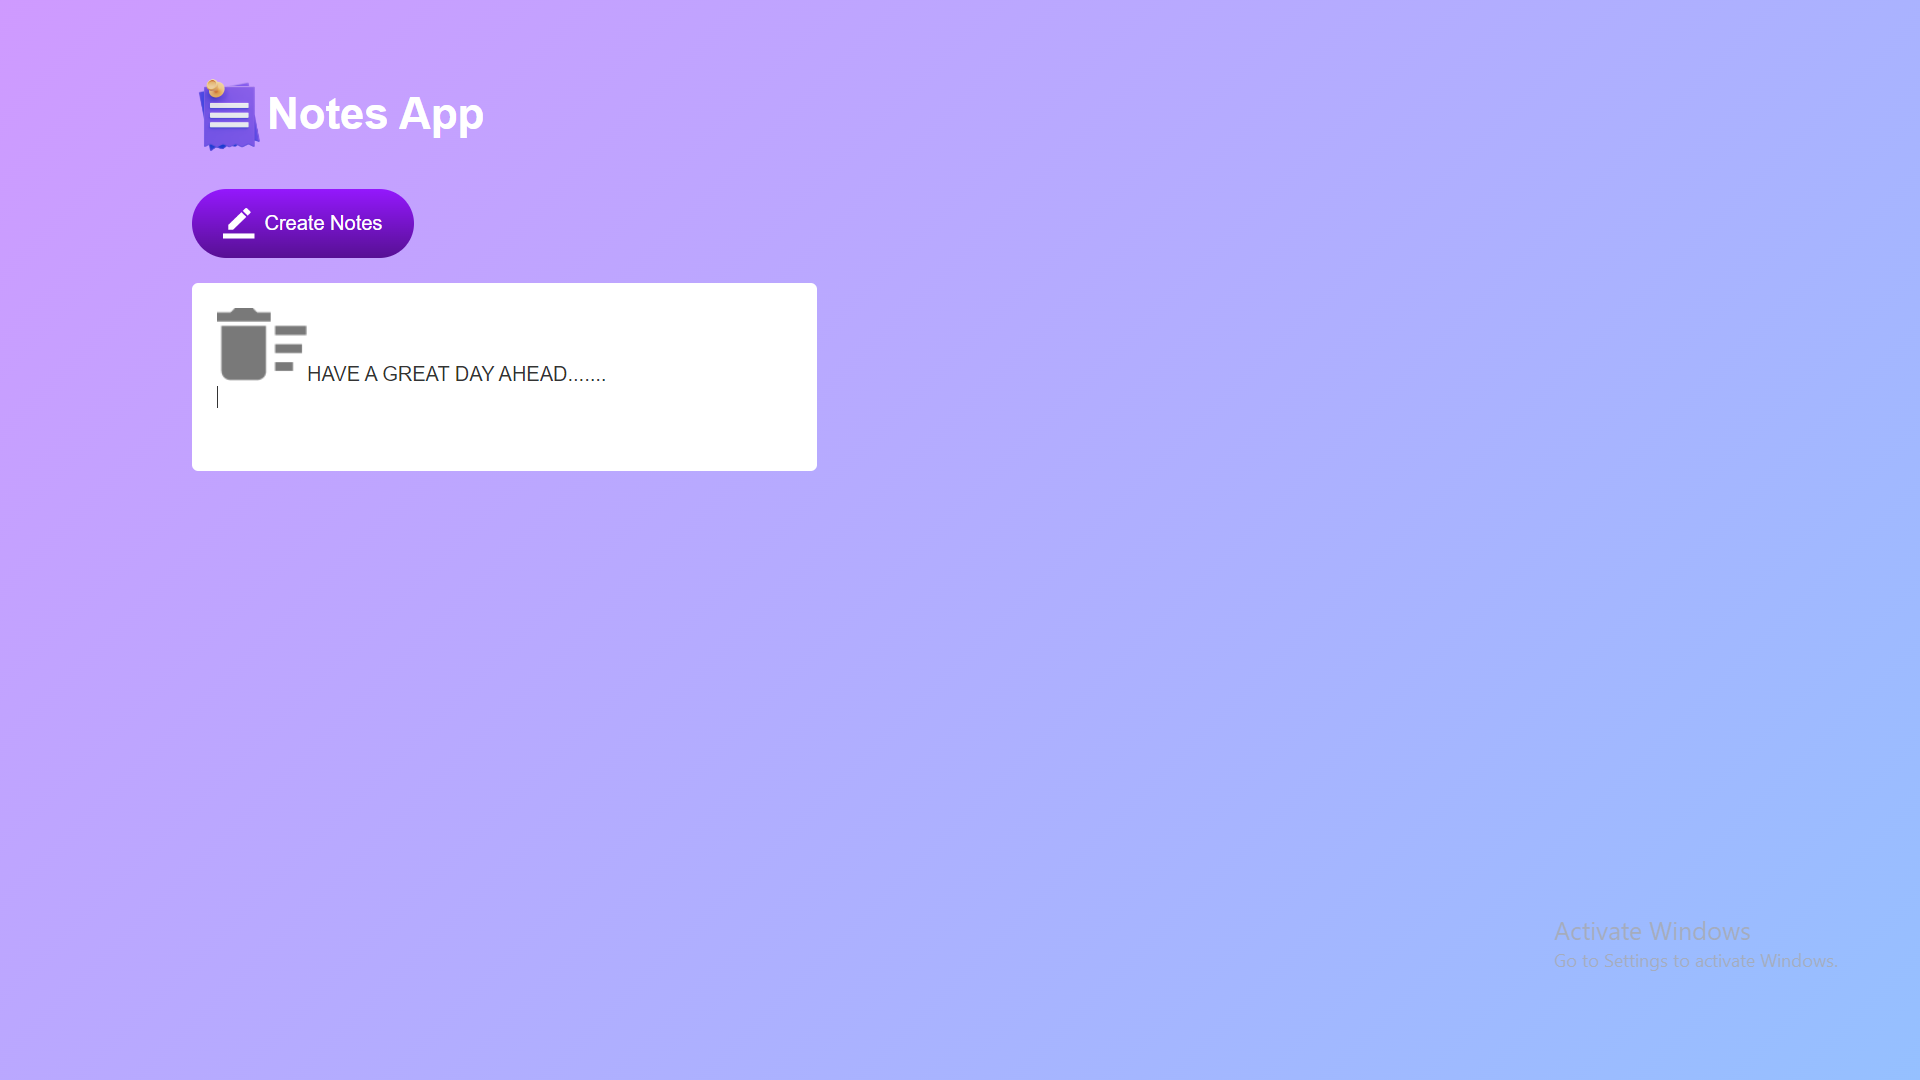 Notes App
Create Notes
HAVE A GREAT DAY AHEAD.......
Activate Windows
Go to Settings to activate Windows.